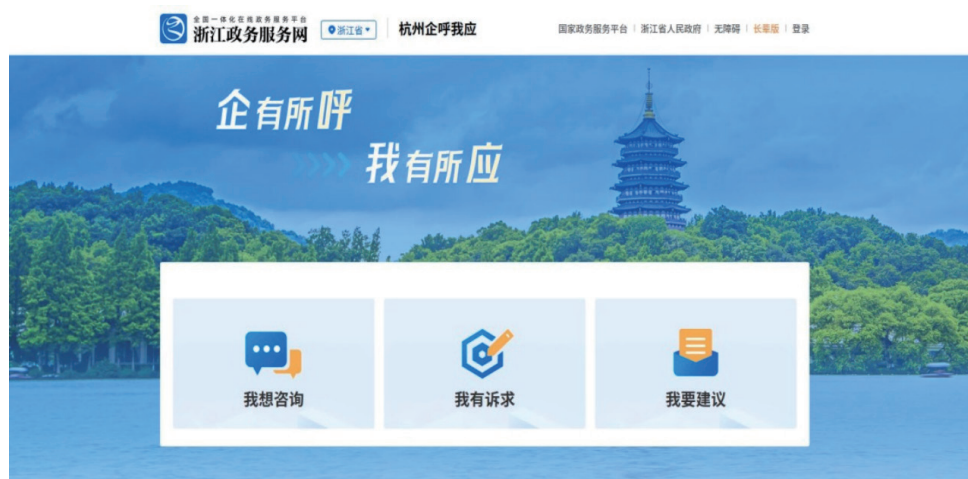 全国一体化在线政务服务平台
浙江政务服务网
浙江省
杭州企呼我应
国家政务服务平台
浙江省人民政府
无障碍
长辈版
登录
企有所呼
我有所应
我想咨询
我有诉求
我要建议